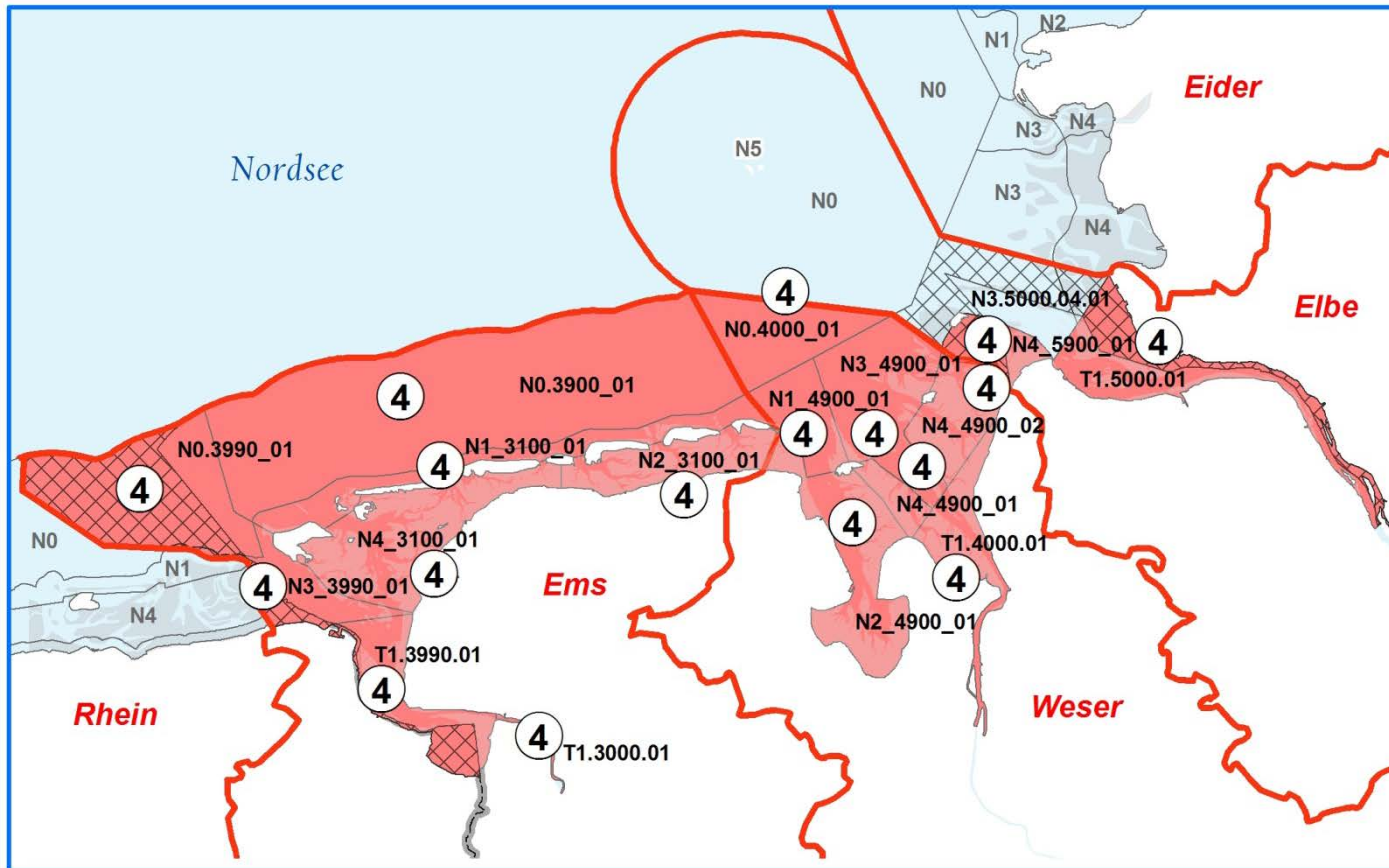 N2
N1
N0
Eider
N3
N4
N5
Nordsee
N0
N3
N4
4
N3.5000.04.01
Elbe
N0.4000_01
4
N4_5900_01
4
N3_4900_01
T1.5000.01
4
N0.3900_01
4
N1_4900_01
4
4
N4_4900_02
N0.3990_01
N1_3100_01
4
N2_3100_01
4
4
4
N4_4900_01
4
N0
N4_3100_01
T1.4000.01
N1
4
N3_3990_01
4
Ems
4
N4
N2_4900_01
T1.3990.01
4
Rhein
Weser
4
T1.3000.01